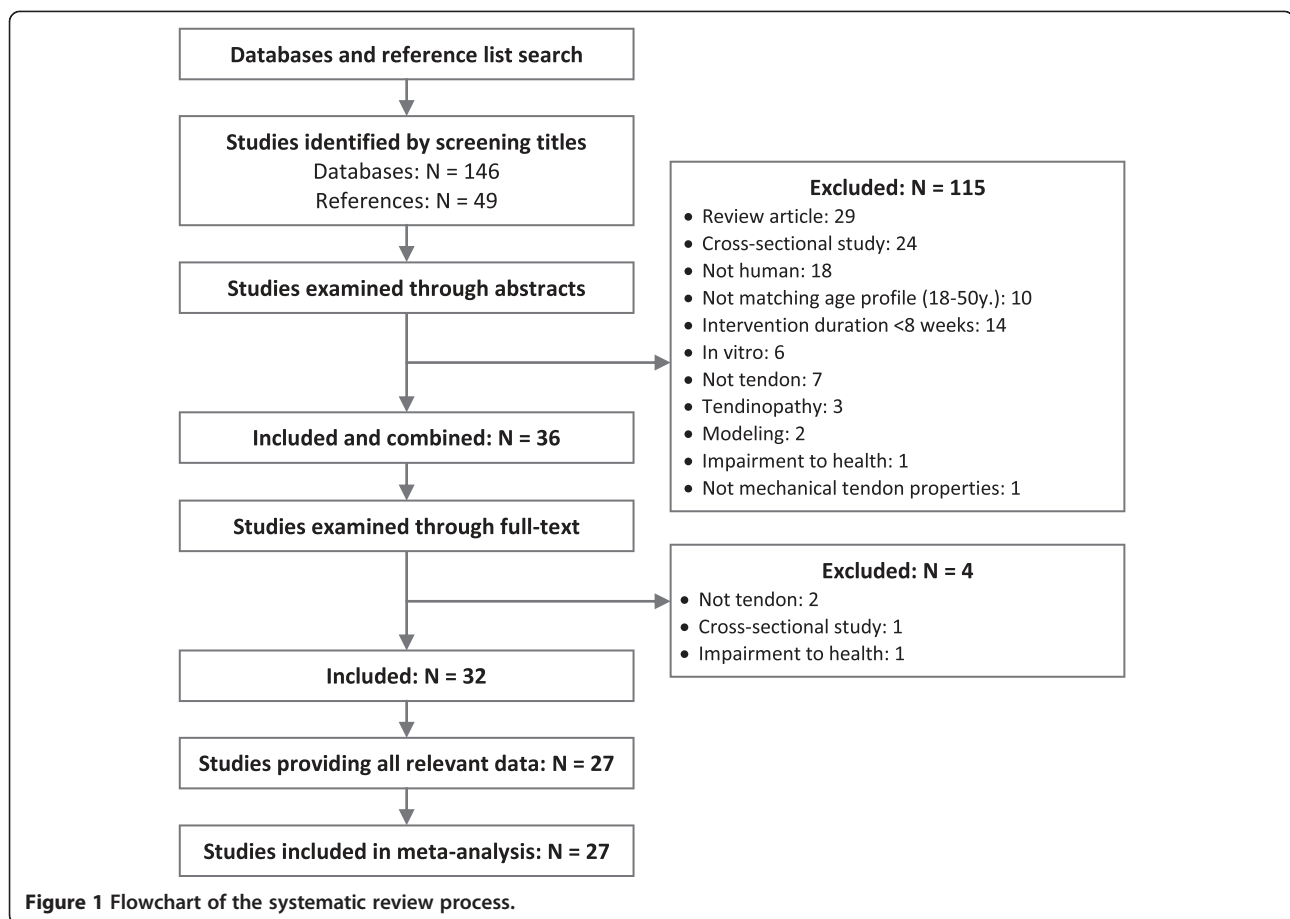 Databases and reference list search
Studies identified by screening titles
Databases: N = 146
References: N = 49
Studies examined through abstracts
Excluded: N = 115
• Review article: 29
• Cross-sectional study: 24
• Not human: 18
• Not matching age profile (18-50y.): 10
• Intervention duration <8 weeks: 14
• In vitro: 6
• Not tendon: 7
• Tendinopathy: 3
• Modeling: 2
• Impairment to health: 1
• Not mechanical tendon properties: 1
Included and combined: N = 36
Studies examined through full-text
Excluded: N = 4
• Not tendon: 2
• Cross-sectional study: 1
• Impairment to health: 1
Included: N = 32
Studies providing all relevant data: N = 27
Studies included in meta-analysis: N = 27
Figure 1 Flowchart of the systematic review process.